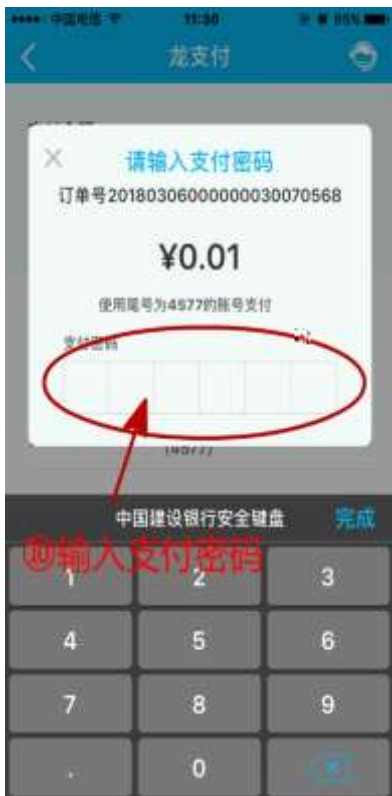 中国电信 11:30 95%
龙支付
请输入支付密码
订单号20180306000000030070568
¥0.01
使用尾号为4577的账号支付
支付密码
(4577)
中国建设银行安全键盘 完成
⑩输入支付密码
1 2 3
4 5 6
7 8 9
. 0